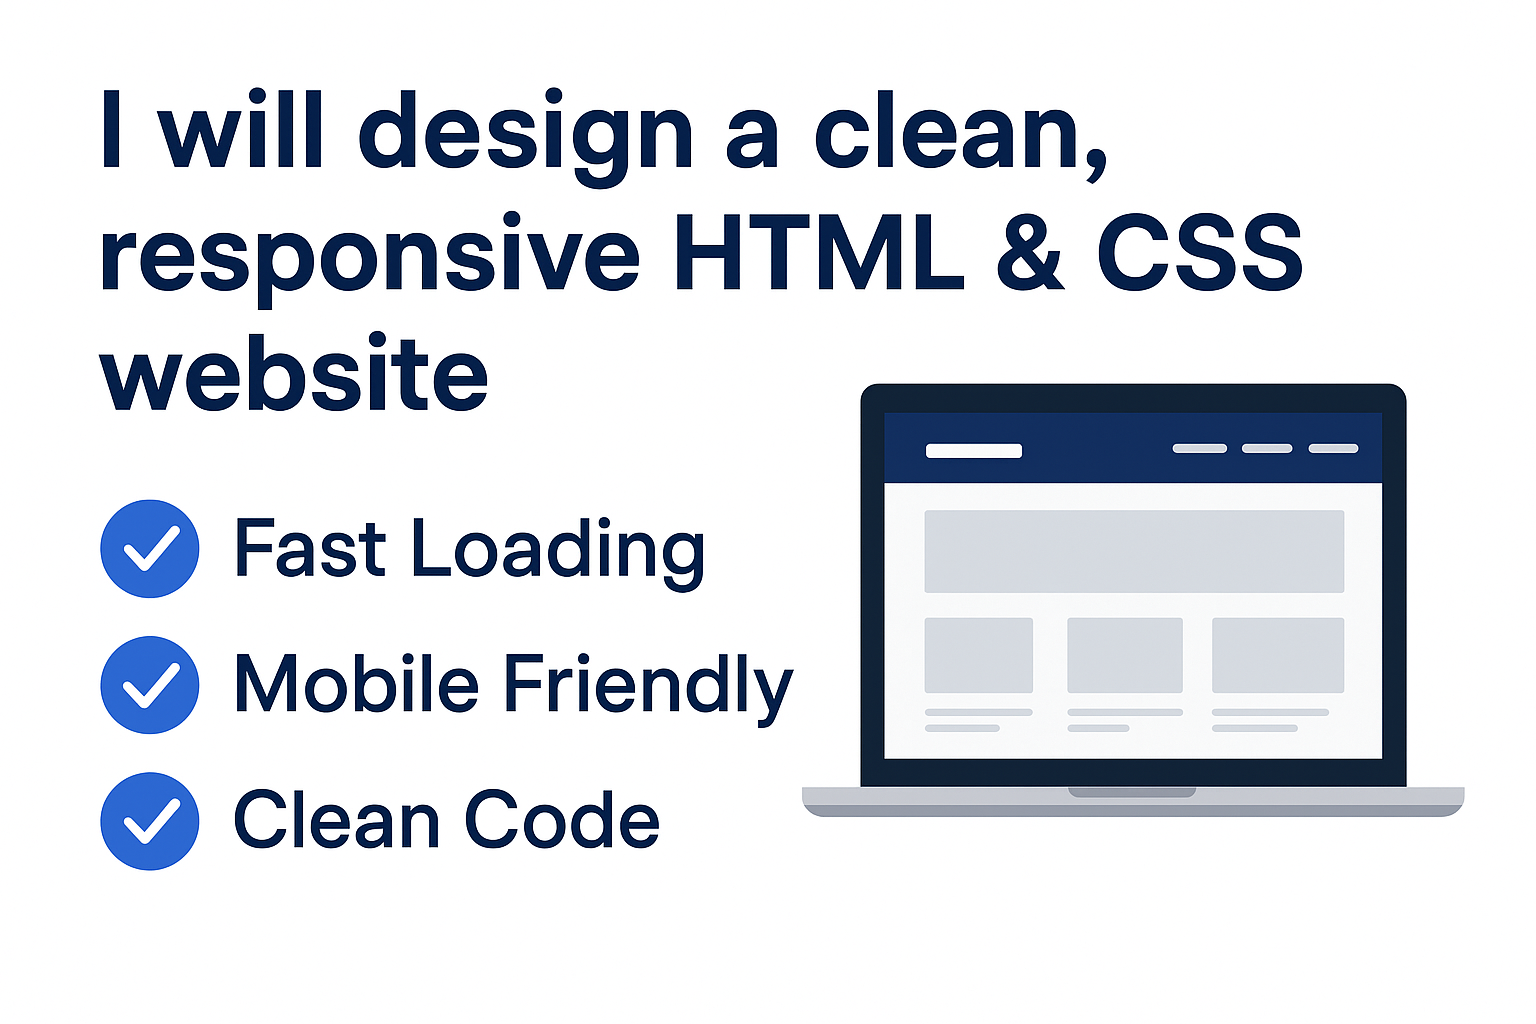 I will design a clean,
responsive HTML & CSS
website
Fast Loading
Mobile Friendly
Clean Code